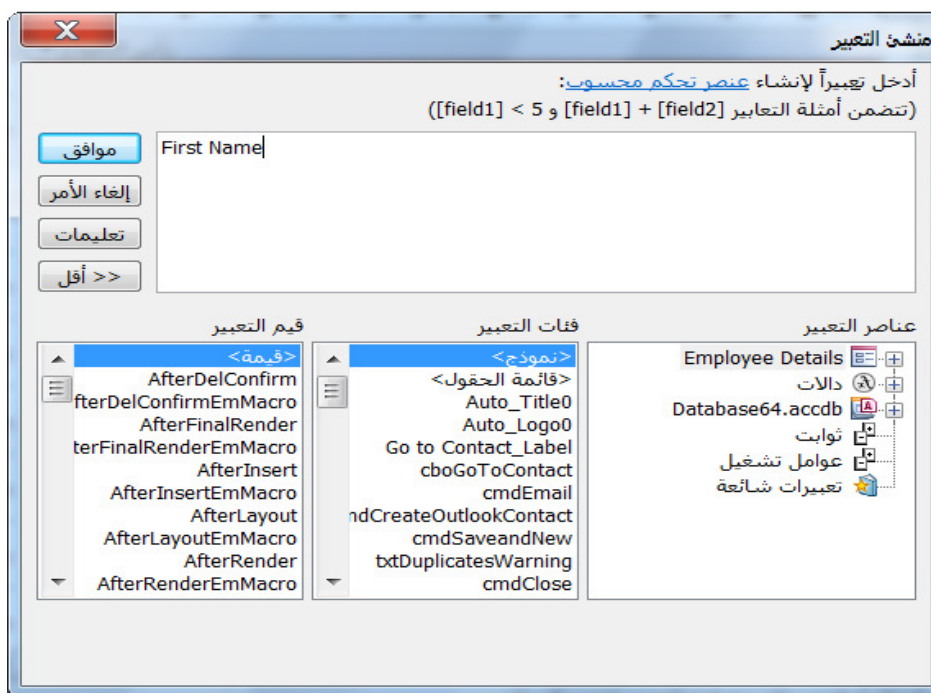 منشئ التعبير
أدخل تعبيراً لإنشاء عنصر تحكم محسوب:
(تتضمن أمثلة التعابير [field1] + [field2] و [field1] < 5)
First Name
موافق
إلغاء الأمر
تعليمات
<< أقل
عناصر التعبير
Employee Details
دالات
Database64.accdb
ثوابت
عوامل تشغيل
تعبيرات شائعة
فئات التعبير
<نموذج>
<قائمة الحقول>
Auto_Title0
Auto_Logo0
Go to Contact_Label
cboGoToContact
cmdEmail
ndCreateOutlookContact
cmdSaveandNew
txtDuplicatesWarning
cmdClose
قيم التعبير
<قيمة>
AfterDelConfirm
fterDelConfirmEmMacro
AfterFinalRender
terFinalRenderEmMacro
AfterInsert
AfterInsertEmMacro
AfterLayout
AfterLayoutEmMacro
AfterRender
AfterRenderEmMacro